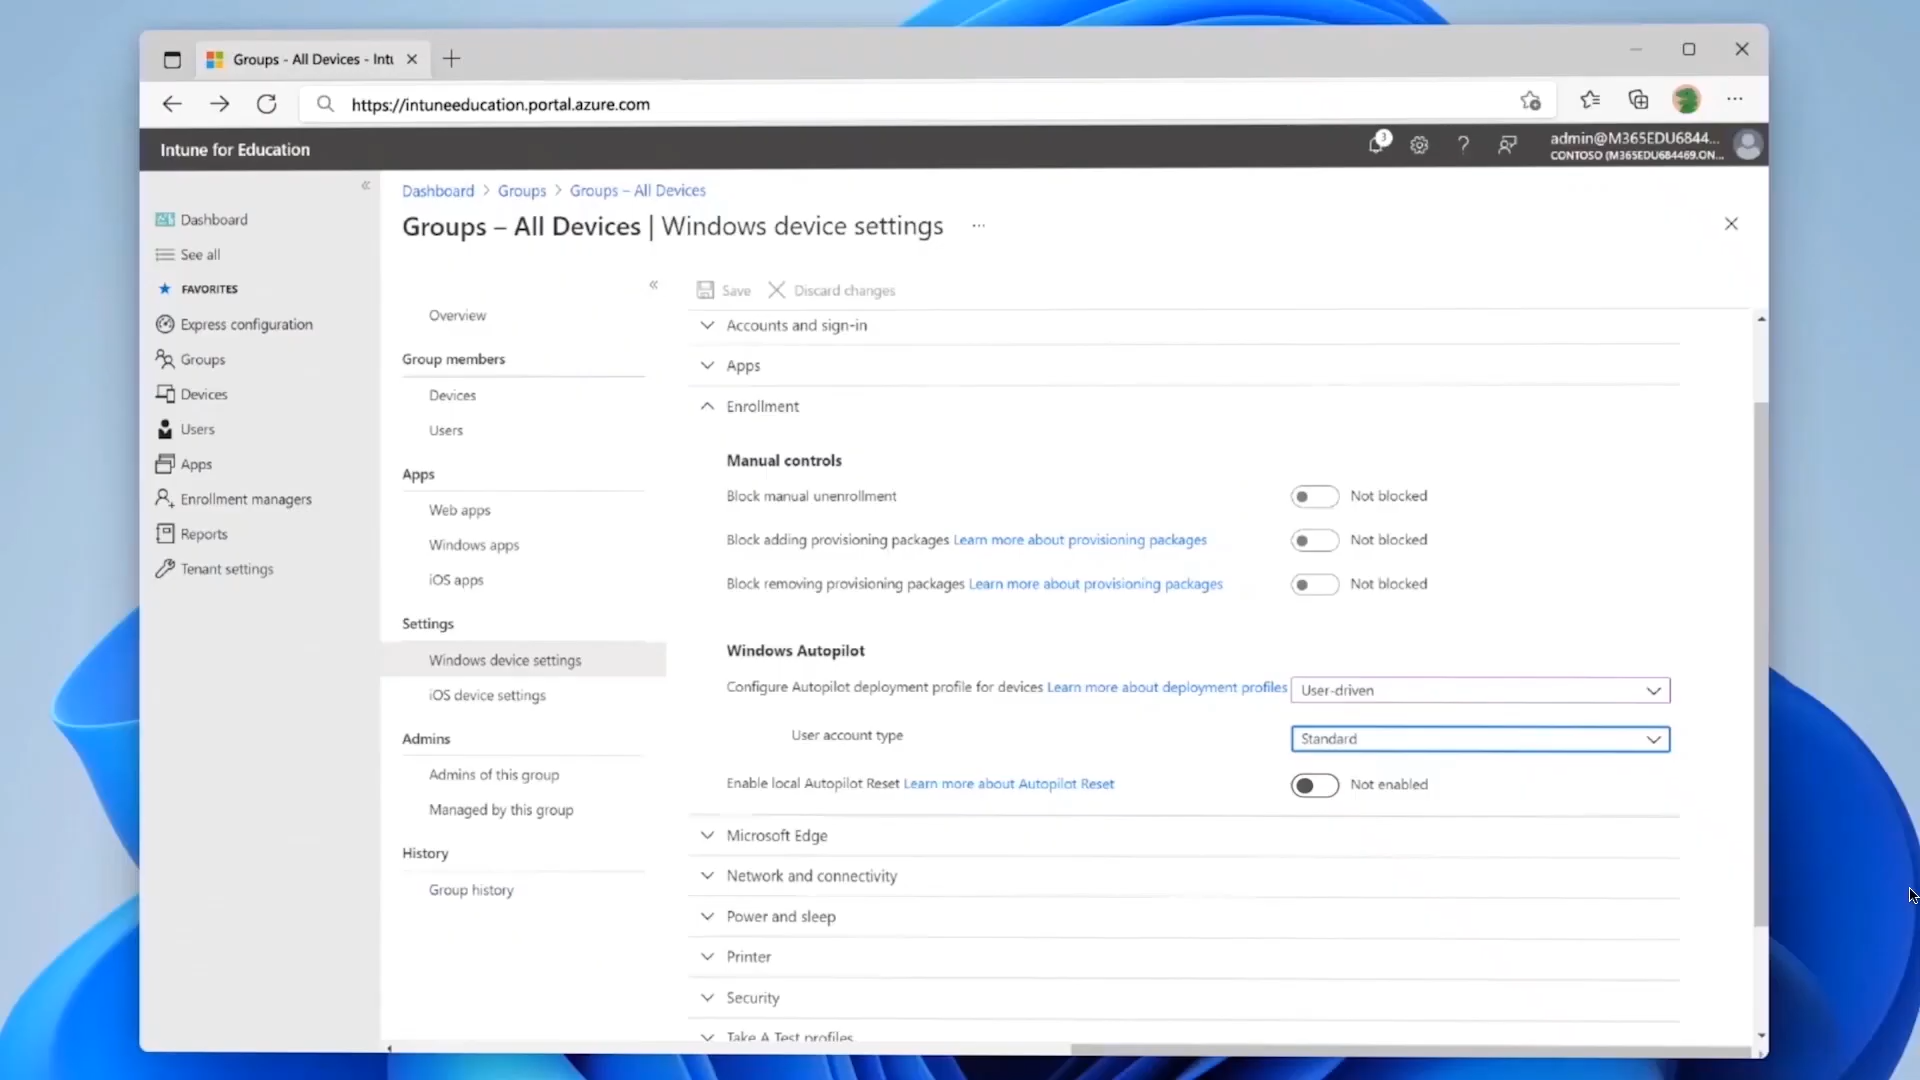 Groups - All Devices - Intu
https://intuneeducation.portal.azure.com
Intune for Education
3
admin@M365EDU6844...
CONTOSO (M365EDU684469.ON...
Dashboard
See all
FAVORITES
Express configuration
Groups
Devices
Users
Apps
Enrollment managers
Reports
Tenant settings
Dashboard > Groups > Groups – All Devices
Groups – All Devices | Windows device settings ...
Overview
Group members
Devices
Users
Apps
Web apps
Windows apps
iOS apps
Settings
Windows device settings
iOS device settings
Admins
Admins of this group
Managed by this group
History
Group history
Save Discard changes
Accounts and sign-in
Apps
Enrollment
Manual controls
Block manual unenrollment Not blocked
Block adding provisioning packages Learn more about provisioning packages Not blocked
Block removing provisioning packages Learn more about provisioning packages Not blocked
Windows Autopilot
Configure Autopilot deployment profile for devices Learn more about deployment profiles User-driven
User account type Standard
Enable local Autopilot Reset Learn more about Autopilot Reset Not enabled
Microsoft Edge
Network and connectivity
Power and sleep
Printer
Security
Take A Test profiles